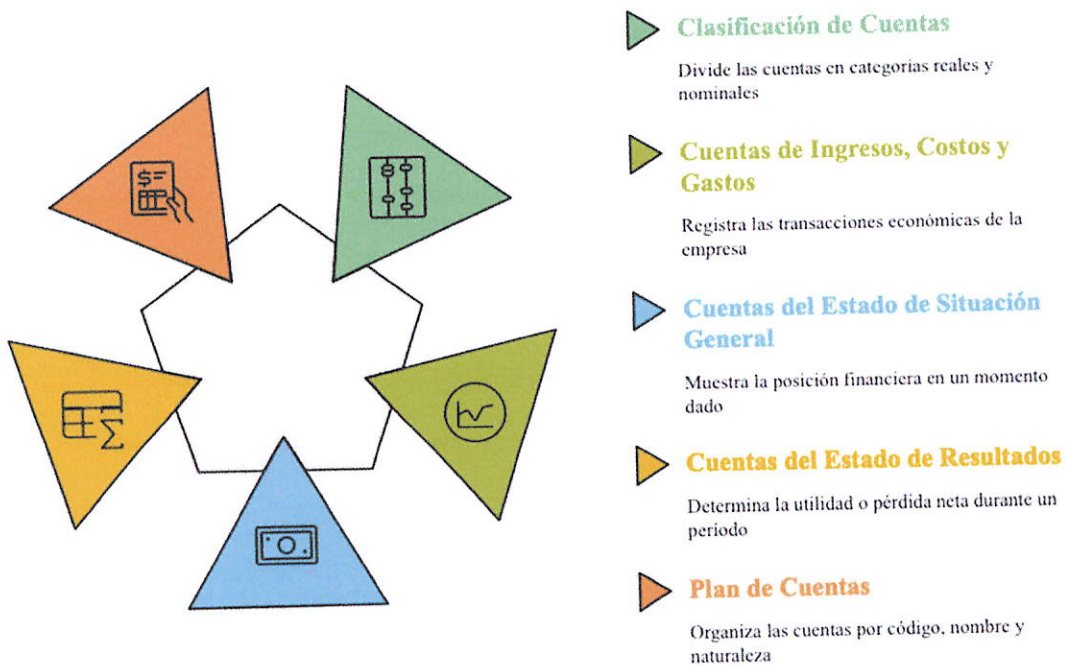 Clasificación de Cuentas
Divide las cuentas en categorías reales y
nominales
Cuentas de Ingresos, Costos y
Gastos
Registra las transacciones económicas de la
empresa
Cuentas del Estado de Situación
General
Muestra la posición financiera en un momento
dado
Cuentas del Estado de Resultados
Determina la utilidad o pérdida neta durante un
período
Plan de Cuentas
Organiza las cuentas por código, nombre y
naturaleza
$=
Σ